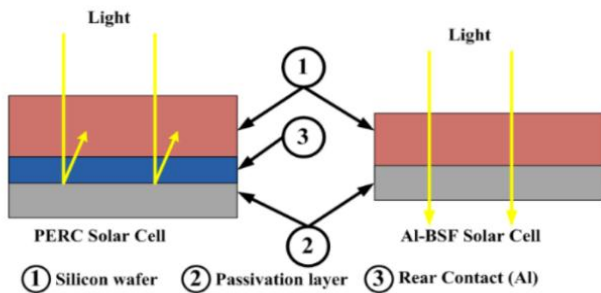 Light
Light
1
3
2
PERC Solar Cell
Al-BSF Solar Cell
1 Silicon wafer 2 Passivation layer 3 Rear Contact (Al)